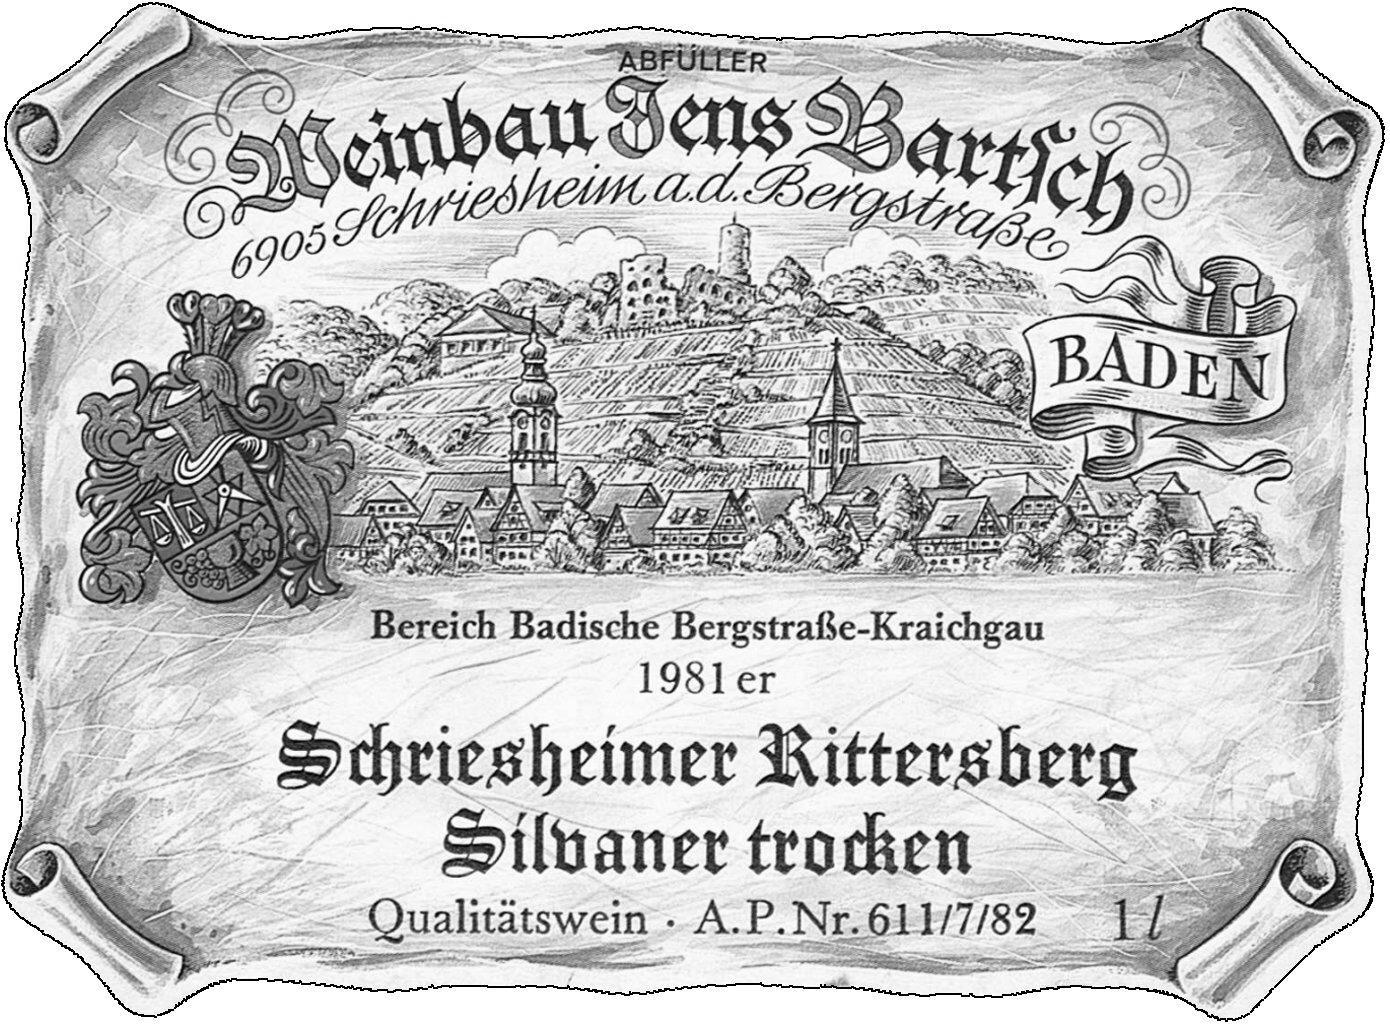 ABFÜLLER
Weinbau Jens Bartsch
6905 Schriesheim a.d. Bergstraße
BADEN
Bereich Badische Bergstraße-Kraichgau
1981er
Schriesheimer Rittersberg
Silvaner trocken
Qualitätswein · A.P.Nr. 611/7/82 1 l